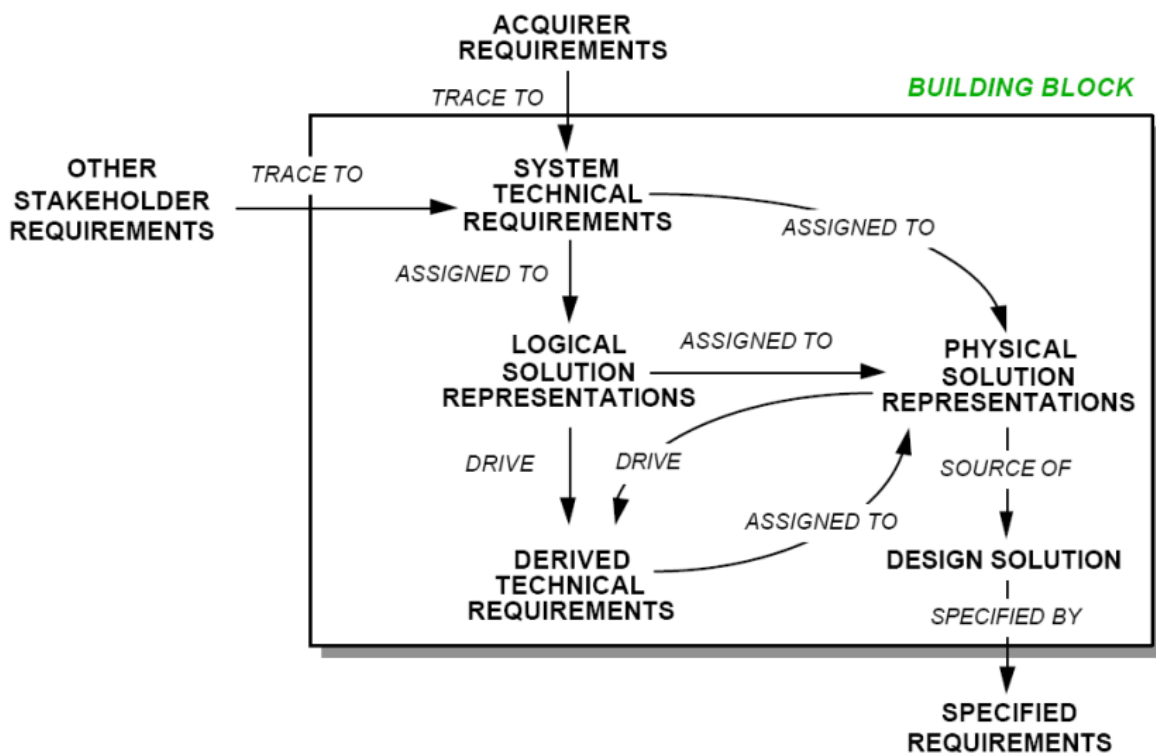 ACQUIRER
REQUIREMENTS
BUILDING BLOCK
TRACE TO
OTHER
STAKEHOLDER
REQUIREMENTS
TRACE TO
SYSTEM
TECHNICAL
REQUIREMENTS
ASSIGNED TO
ASSIGNED TO
LOGICAL
SOLUTION
REPRESENTATIONS
ASSIGNED TO
PHYSICAL
SOLUTION
REPRESENTATIONS
DRIVE
DRIVE
SOURCE OF
ASSIGNED TO
DERIVED
TECHNICAL
REQUIREMENTS
DESIGN SOLUTION
SPECIFIED BY
SPECIFIED
REQUIREMENTS